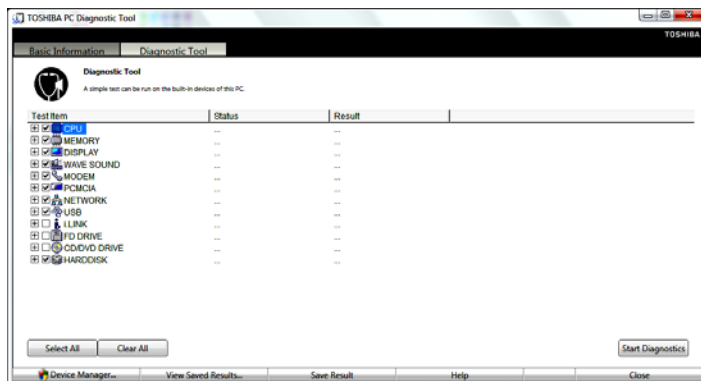 TOSHIBA PC Diagnostic Tool
TOSHIBA
Basic Information Diagnostic Tool
Diagnostic Tool
A simple test can be run on the built-in devices of this PC.
Test Item Status Result
CPU ... ...
MEMORY ... ...
DISPLAY ... ...
WAVE SOUND ... ...
MODEM ... ...
PCMCIA ... ...
NETWORK ... ...
USB ... ...
i.LINK ... ...
FD DRIVE ... ...
CD/DVD DRIVE ... ...
HARDDISK ... ...
Select All Clear All Start Diagnostics
Device Manager... View Saved Results... Save Result Help Close